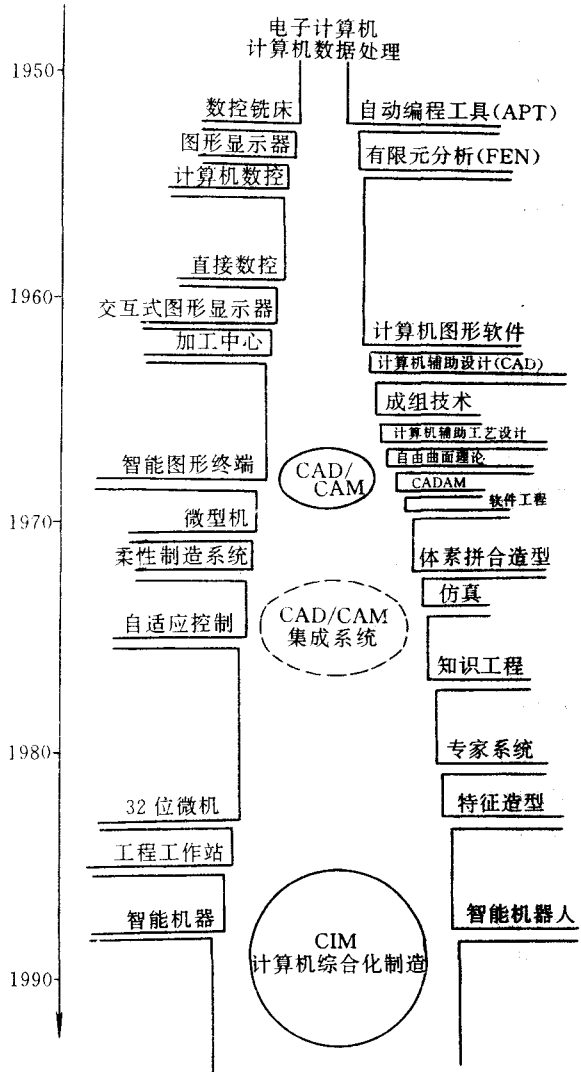 电子计算机
计算机数据处理
1950
数控铣床
自动编程工具(APT)
图形显示器
有限元分析(FEN)
计算机数控
直接数控
1960
交互式图形显示器
计算机图形软件
加工中心
计算机辅助设计(CAD)
成组技术
计算机辅助工艺设计
自由曲面理论
智能图形终端
CAD/
CAM
CADAM
软件工程
微型机
1970
柔性制造系统
体素拼合造型
仿真
自适应控制
CAD/CAM
集成系统
知识工程
1980
专家系统
32位微机
特征造型
工程工作站
智能机器
智能机器人
CIM
计算机综合化制造
1990